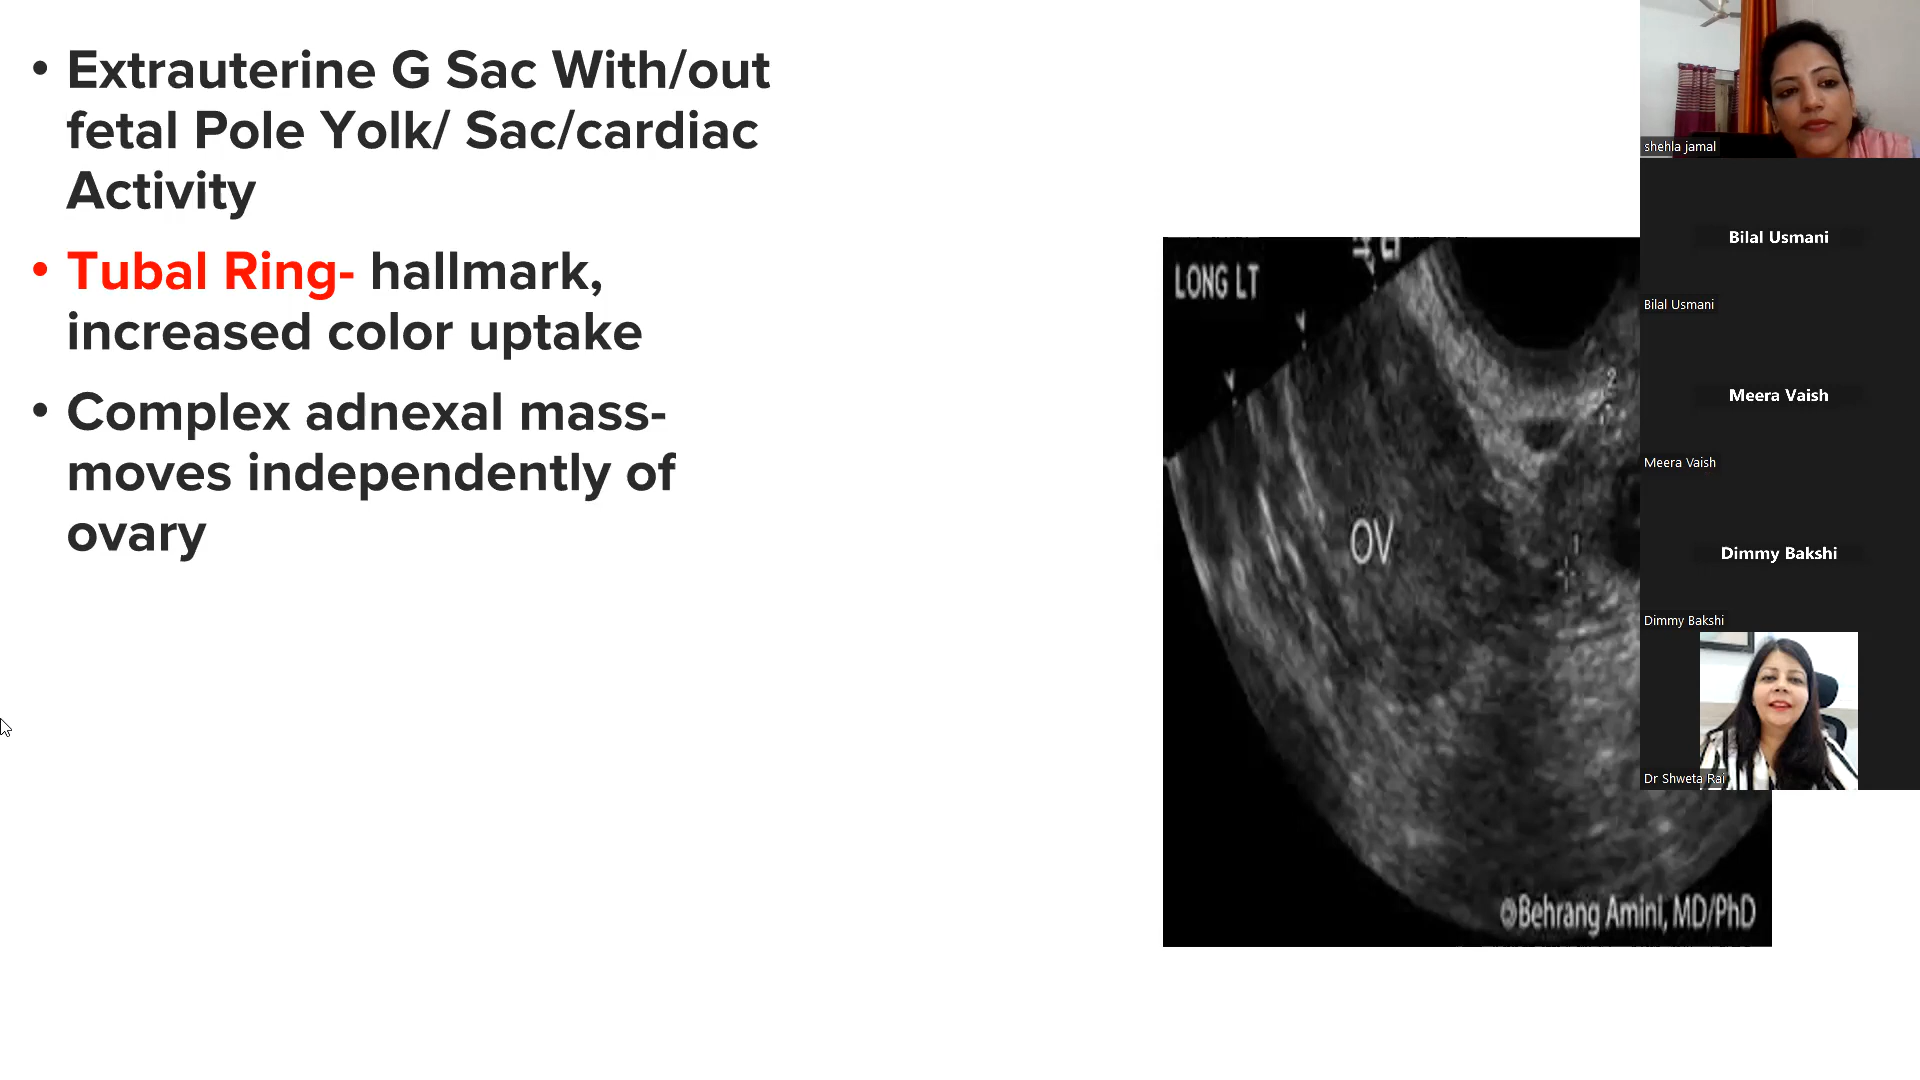 • Extrauterine G Sac With/out
fetal Pole Yolk/ Sac/cardiac
Activity
• Tubal Ring- hallmark,
increased color uptake
• Complex adnexal mass-
moves independently of
ovary
LONG LT
OV
2
1
©Behrang Amini, MD/PhD
shehla jamal
Bilal Usmani
Bilal Usmani
Meera Vaish
Meera Vaish
Dimmy Bakshi
Dimmy Bakshi
Dr Shweta Rai